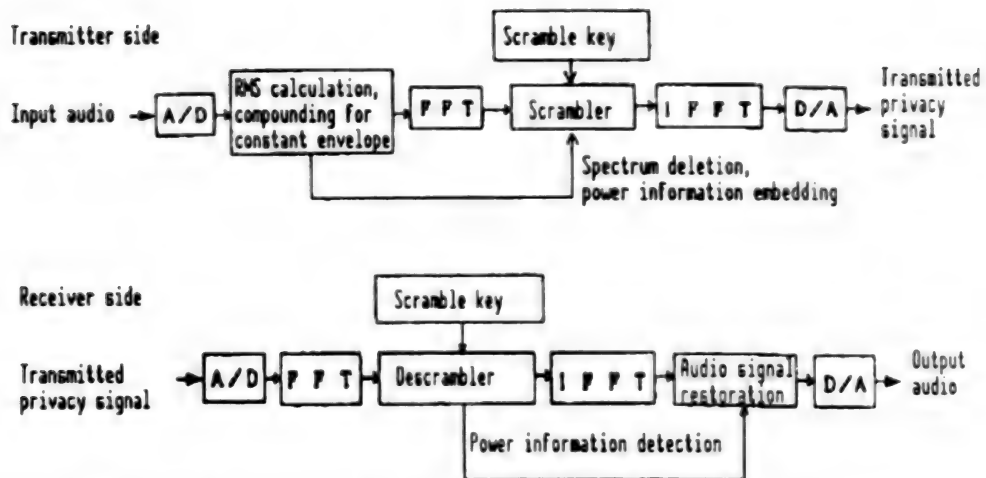 Transmitter side
Scramble key
Input audio
A/D
RMS calculation,
compounding for
constant envelope
F F T
Scrambler
I F F T
D/A
Transmitted
privacy
signal
Spectrum deletion,
power information embedding
Receiver side
Scramble key
Transmitted
privacy signal
A/D
F F T
Descrambler
I F F T
Audio signal
restoration
D/A
Output
audio
Power information detection